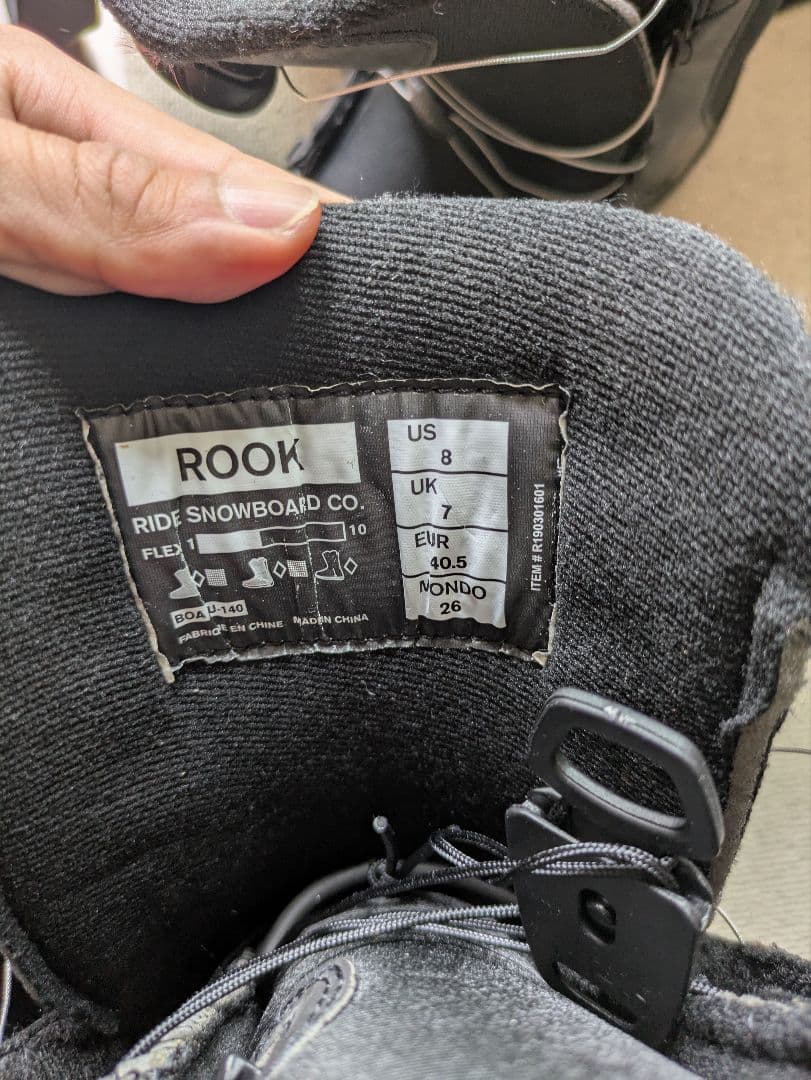 ROOK
RIDE SNOWBOARD CO.
FLEX 1 10
BOA U-140
FABRIQUE EN CHINE MADE IN CHINA
US
8
UK
7
EUR
40.5
MONDO
26
ITEM # R190301601